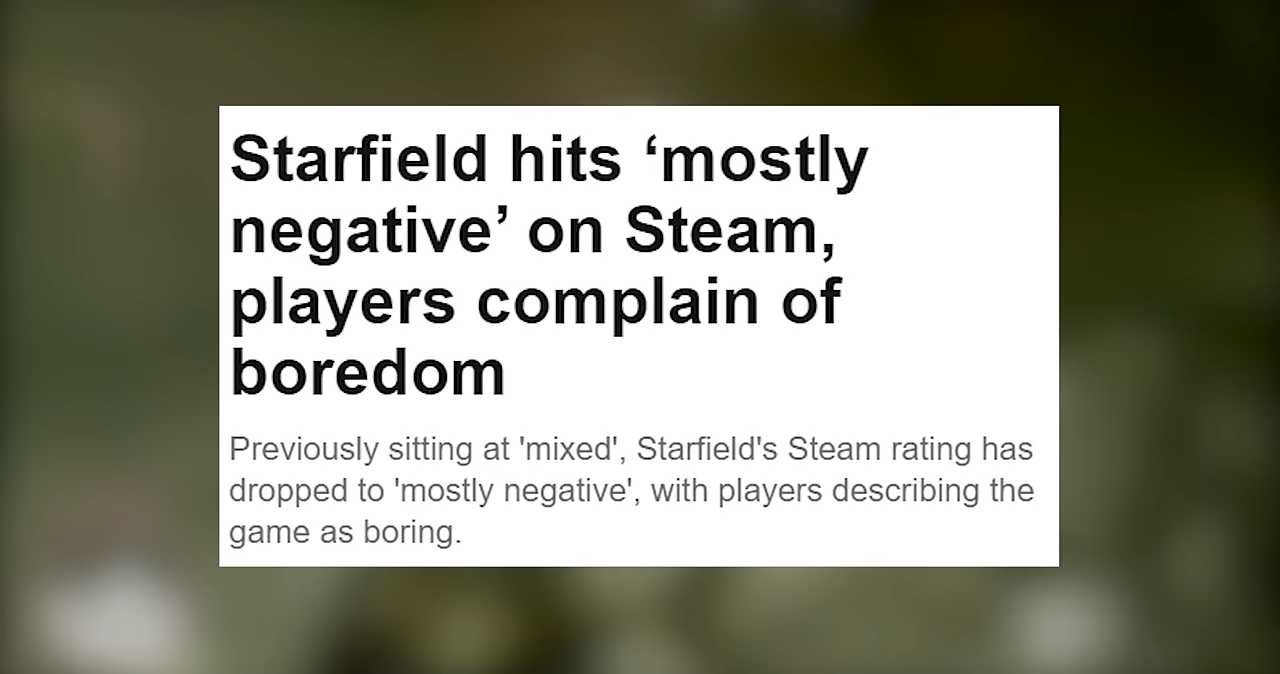 Starfield hits ‘mostly
negative’ on Steam,
players complain of
boredom
Previously sitting at 'mixed', Starfield's Steam rating has
dropped to 'mostly negative', with players describing the
game as boring.